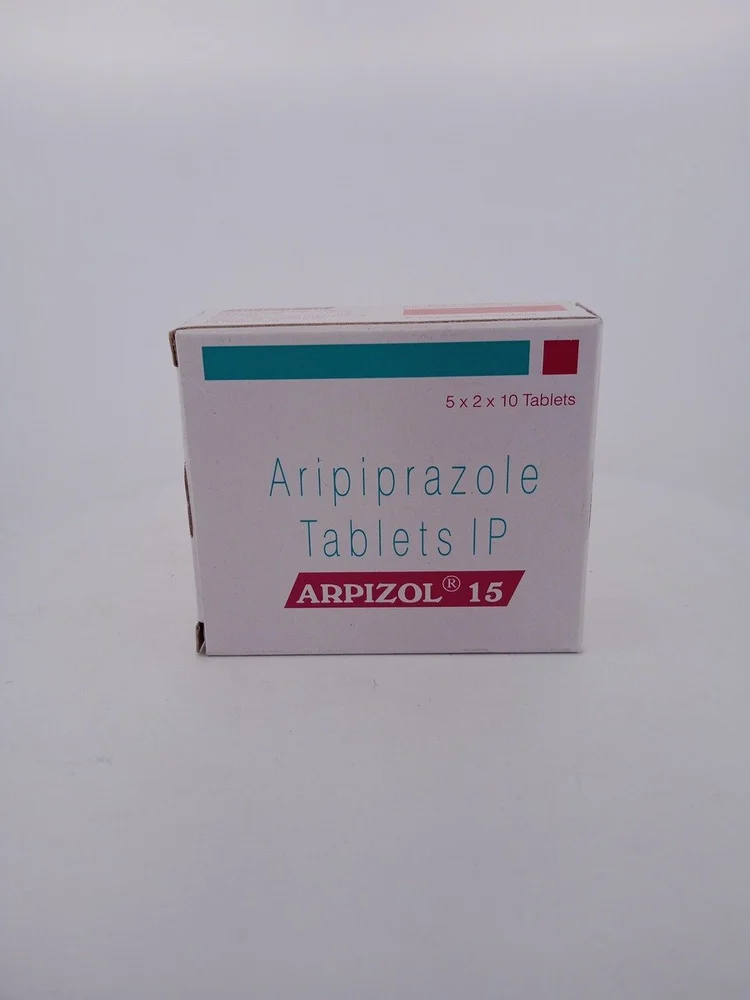 5 x 2 x 10 Tablets
Aripiprazole
Tablets IP
ARPIZOL® 15